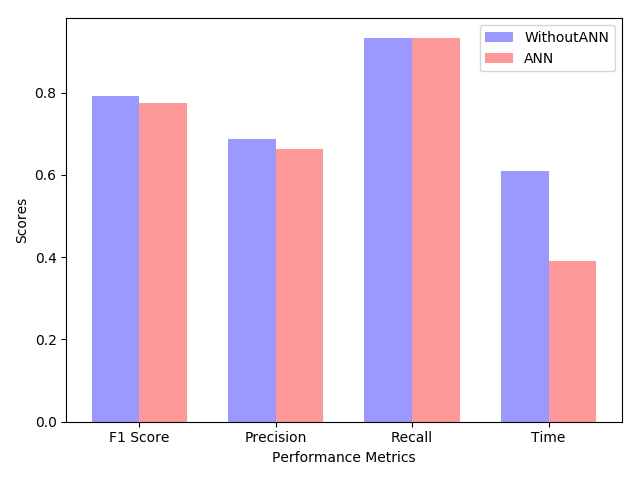 WithoutANN
ANN
Scores
0.8
0.6
0.4
0.2
0.0
F1 Score
Precision
Recall
Time
Performance Metrics